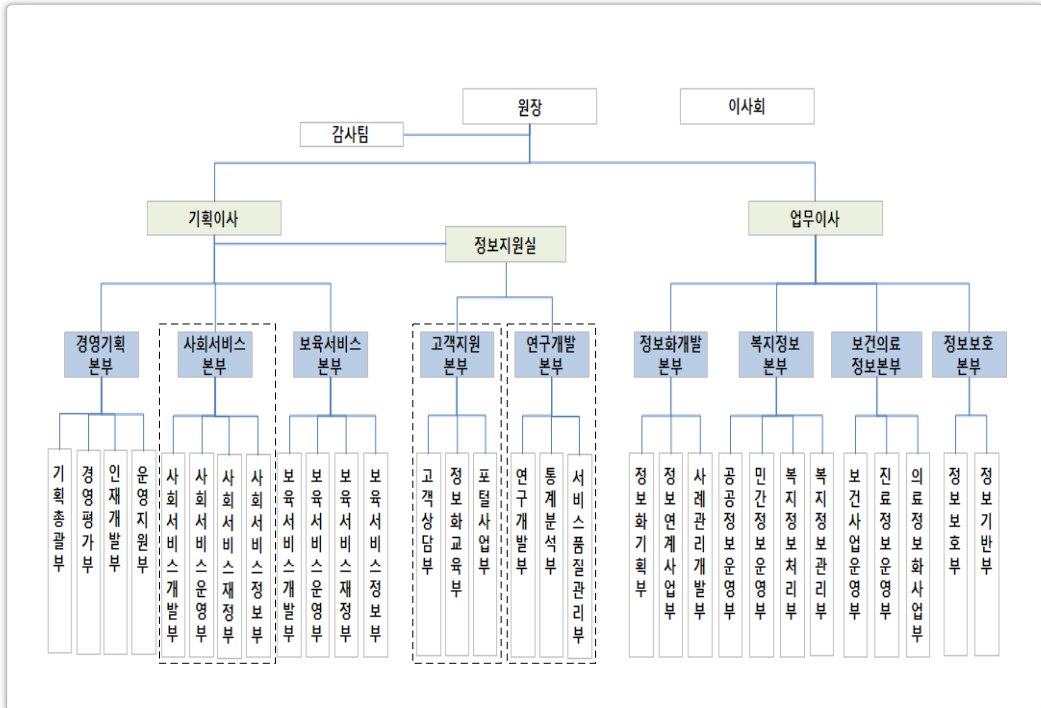 원장
이사회
감사팀
기획이사
업무이사
정보지원실
경영기획
본부
사회서비스
본부
보육서비스
본부
고객지원
본부
연구개발
본부
정보화개발
본부
복지정보
본부
보건의료
정보본부
정보보호
본부
기획총괄부
경영평가부
인재개발부
운영지원부
사회서비스개발부
사회서비스운영부
사회서비스재정부
사회서비스정보부
보육서비스개발부
보육서비스운영부
보육서비스재정부
보육서비스정보부
고객상담부
정보화교육부
포털사업부
연구개발부
통계분석부
서비스품질관리부
정보화기획부
정보연계사업부
사례관리개발부
공공정보운영부
민간정보운영부
복지정보처리부
복지정보관리부
보건사업운영부
진료정보운영부
의료정보화사업부
정보보호부
정보기반부